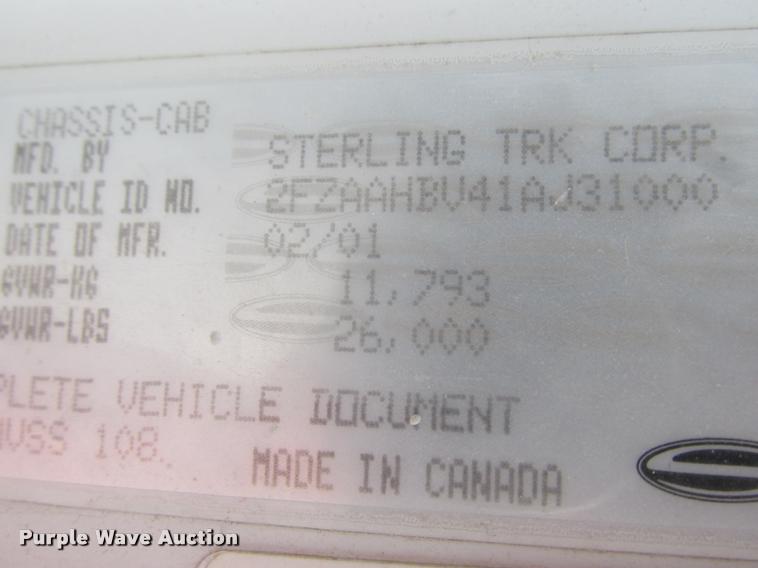 CHASSIS-CAB
MFD. BY STERLING TRK CORP.
VEHICLE ID NO. 2FZAAHBV41AJ31000
DATE OF MFR. 02/01
GVWR-KG 11,793
GVWR-LBS 26,000
PLETE VEHICLE DOCUMENT
MVSS 108.
MADE IN CANADA
Purple Wave Auction